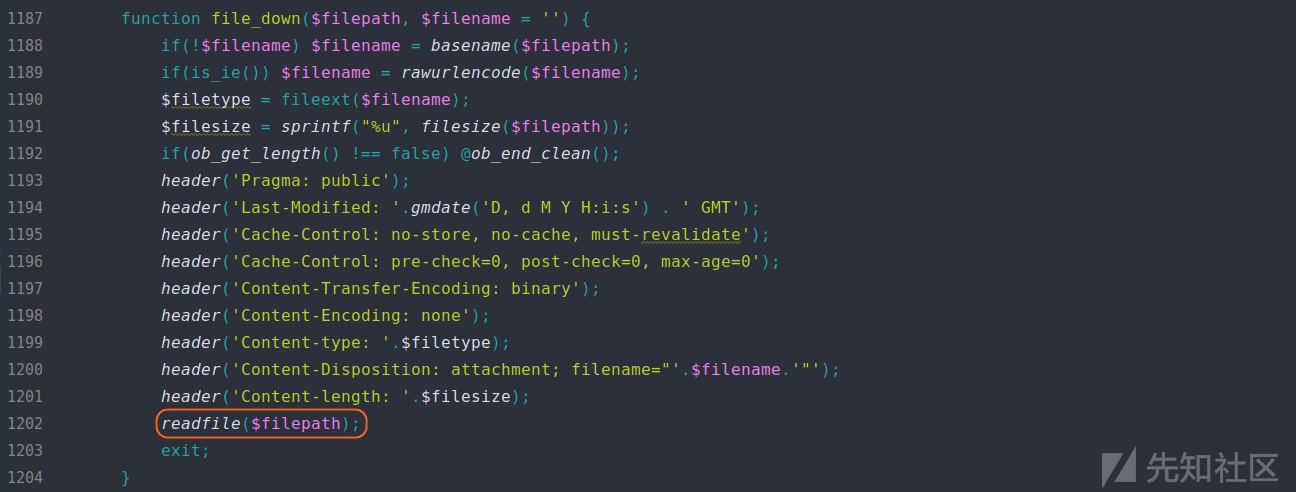 1187 function file_down($filepath, $filename = '') {
1188 if(!$filename) $filename = basename($filepath);
1189 if(is_ie()) $filename = rawurlencode($filename);
1190 $filetype = fileext($filename);
1191 $filesize = sprintf("%u", filesize($filepath));
1192 if(ob_get_length() !== false) @ob_end_clean();
1193 header('Pragma: public');
1194 header('Last-Modified: '.gmdate('D, d M Y H:i:s') . ' GMT');
1195 header('Cache-Control: no-store, no-cache, must-revalidate');
1196 header('Cache-Control: pre-check=0, post-check=0, max-age=0');
1197 header('Content-Transfer-Encoding: binary');
1198 header('Content-Encoding: none');
1199 header('Content-type: '.$filetype);
1200 header('Content-Disposition: attachment; filename="'.$filename.'"');
1201 header('Content-length: '.$filesize);
1202 readfile($filepath);
1203 exit;
1204 }
先知社区